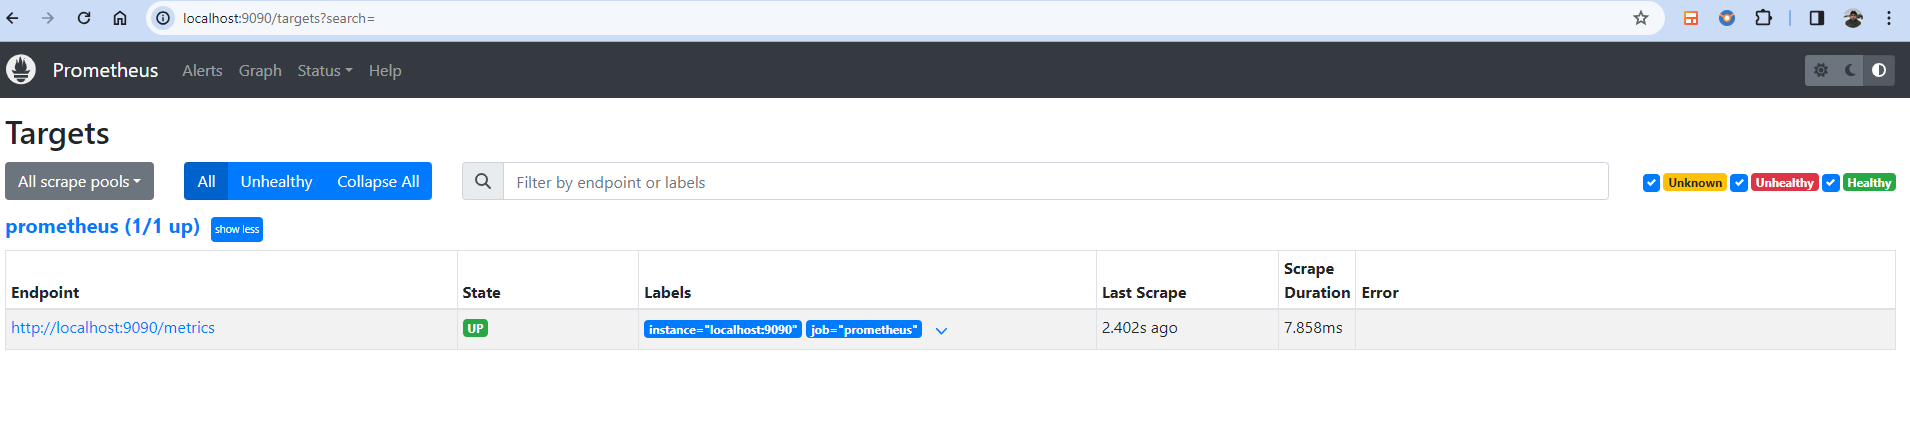 localhost:9090/targets?search=
Prometheus Alerts Graph Status Help
Targets
All scrape pools All Unhealthy Collapse All Filter by endpoint or labels Unknown Unhealthy Healthy
prometheus (1/1 up) show less
Endpoint State Labels Last Scrape Scrape Duration Error
http://localhost:9090/metrics UP instance="localhost:9090" job="prometheus" 2.402s ago 7.858ms